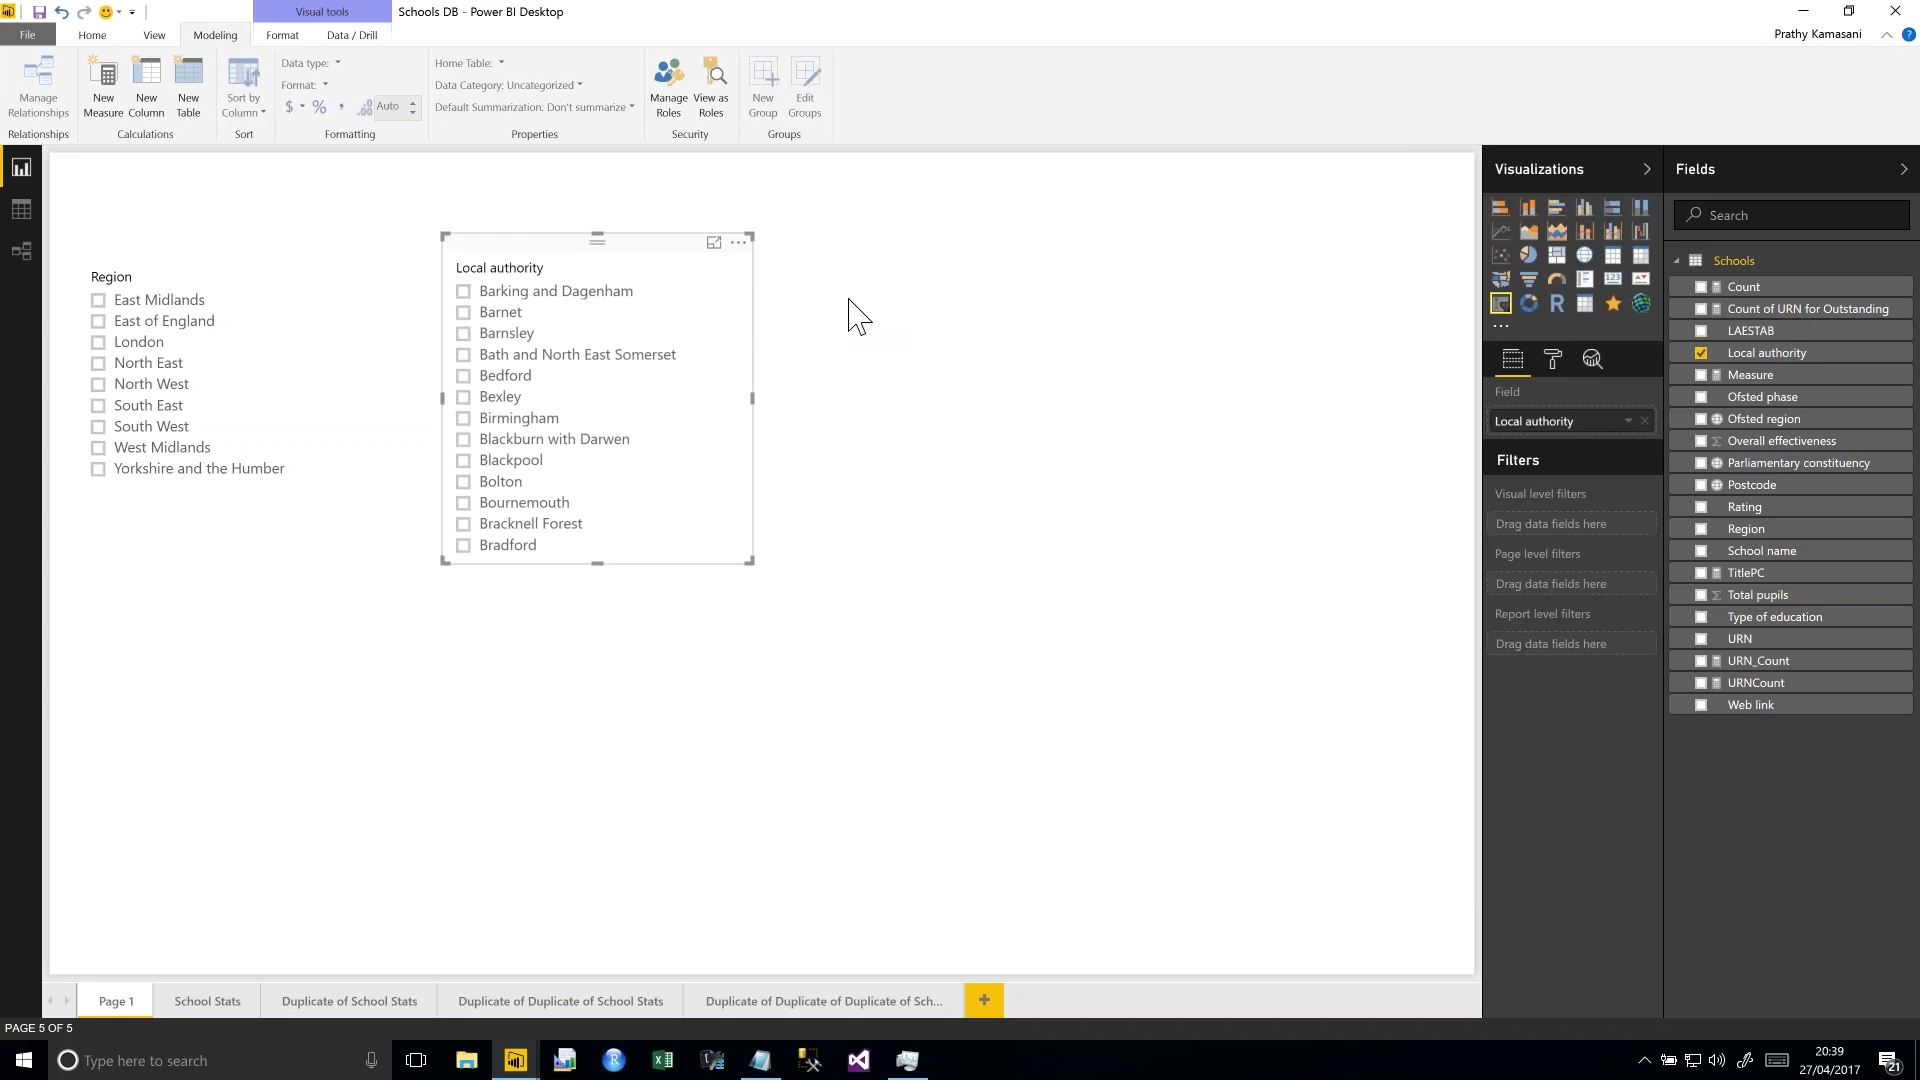 Visual tools
Schools DB - Power BI Desktop
File
Home
View
Modeling
Format
Data / Drill
Prathy Kamasani
Manage
Relationships
New
Measure
New
Column
New
Table
Sort by
Column
Data type:
Format:
$ % , .00 Auto
Home Table:
Data Category: Uncategorized
Default Summarization: Don't summarize
Manage
Roles
View as
Roles
New
Group
Edit
Groups
Relationships
Calculations
Sort
Formatting
Properties
Security
Groups
Region
East Midlands
East of England
London
North East
North West
South East
South West
West Midlands
Yorkshire and the Humber
Local authority
Barking and Dagenham
Barnet
Barnsley
Bath and North East Somerset
Bedford
Bexley
Birmingham
Blackburn with Darwen
Blackpool
Bolton
Bournemouth
Bracknell Forest
Bradford
Visualizations
Field
Local authority
Filters
Visual level filters
Drag data fields here
Page level filters
Drag data fields here
Report level filters
Drag data fields here
Fields
Search
Schools
Count
Count of URN for Outstanding
LAESTAB
Local authority
Measure
Ofsted phase
Ofsted region
Overall effectiveness
Parliamentary constituency
Postcode
Rating
Region
School name
TitlePC
Total pupils
Type of education
URN
URN_Count
URNCount
Web link
Page 1
School Stats
Duplicate of School Stats
Duplicate of Duplicate of School Stats
Duplicate of Duplicate of Duplicate of Sch...
PAGE 5 OF 5
Type here to search
20:39
27/04/2017
21